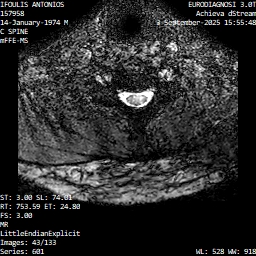 IFOULIS ANTONIOS
EURODIAGNOSI 3.0T
157958
Achieva dStream
14-January-1974 M
3-September-2025 15:55:48
C SPINE
mFFE-MS
ST: 3.00 SL: 74.01
RT: 753.59 ET: 24.80
FS: 3.00
MR
LittleEndianExplicit
Images: 43/133
Series: 601
WL: 528 WW: 918